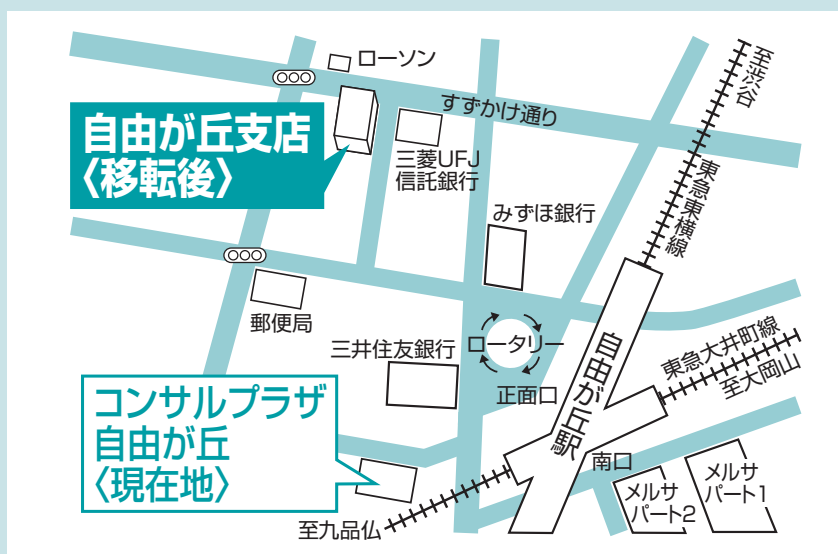 ローソン
至渋谷
すずかけ通り
自由が丘支店
〈移転後〉
三菱UFJ
信託銀行
東急東横線
みずほ銀行
郵便局
三井住友銀行
ロータリー
自由が丘駅
東急大井町線
至大岡山
正面口
コンサルプラザ
自由が丘
〈現在地〉
南口
メルサ
パート1
メルサ
パート2
至九品仏